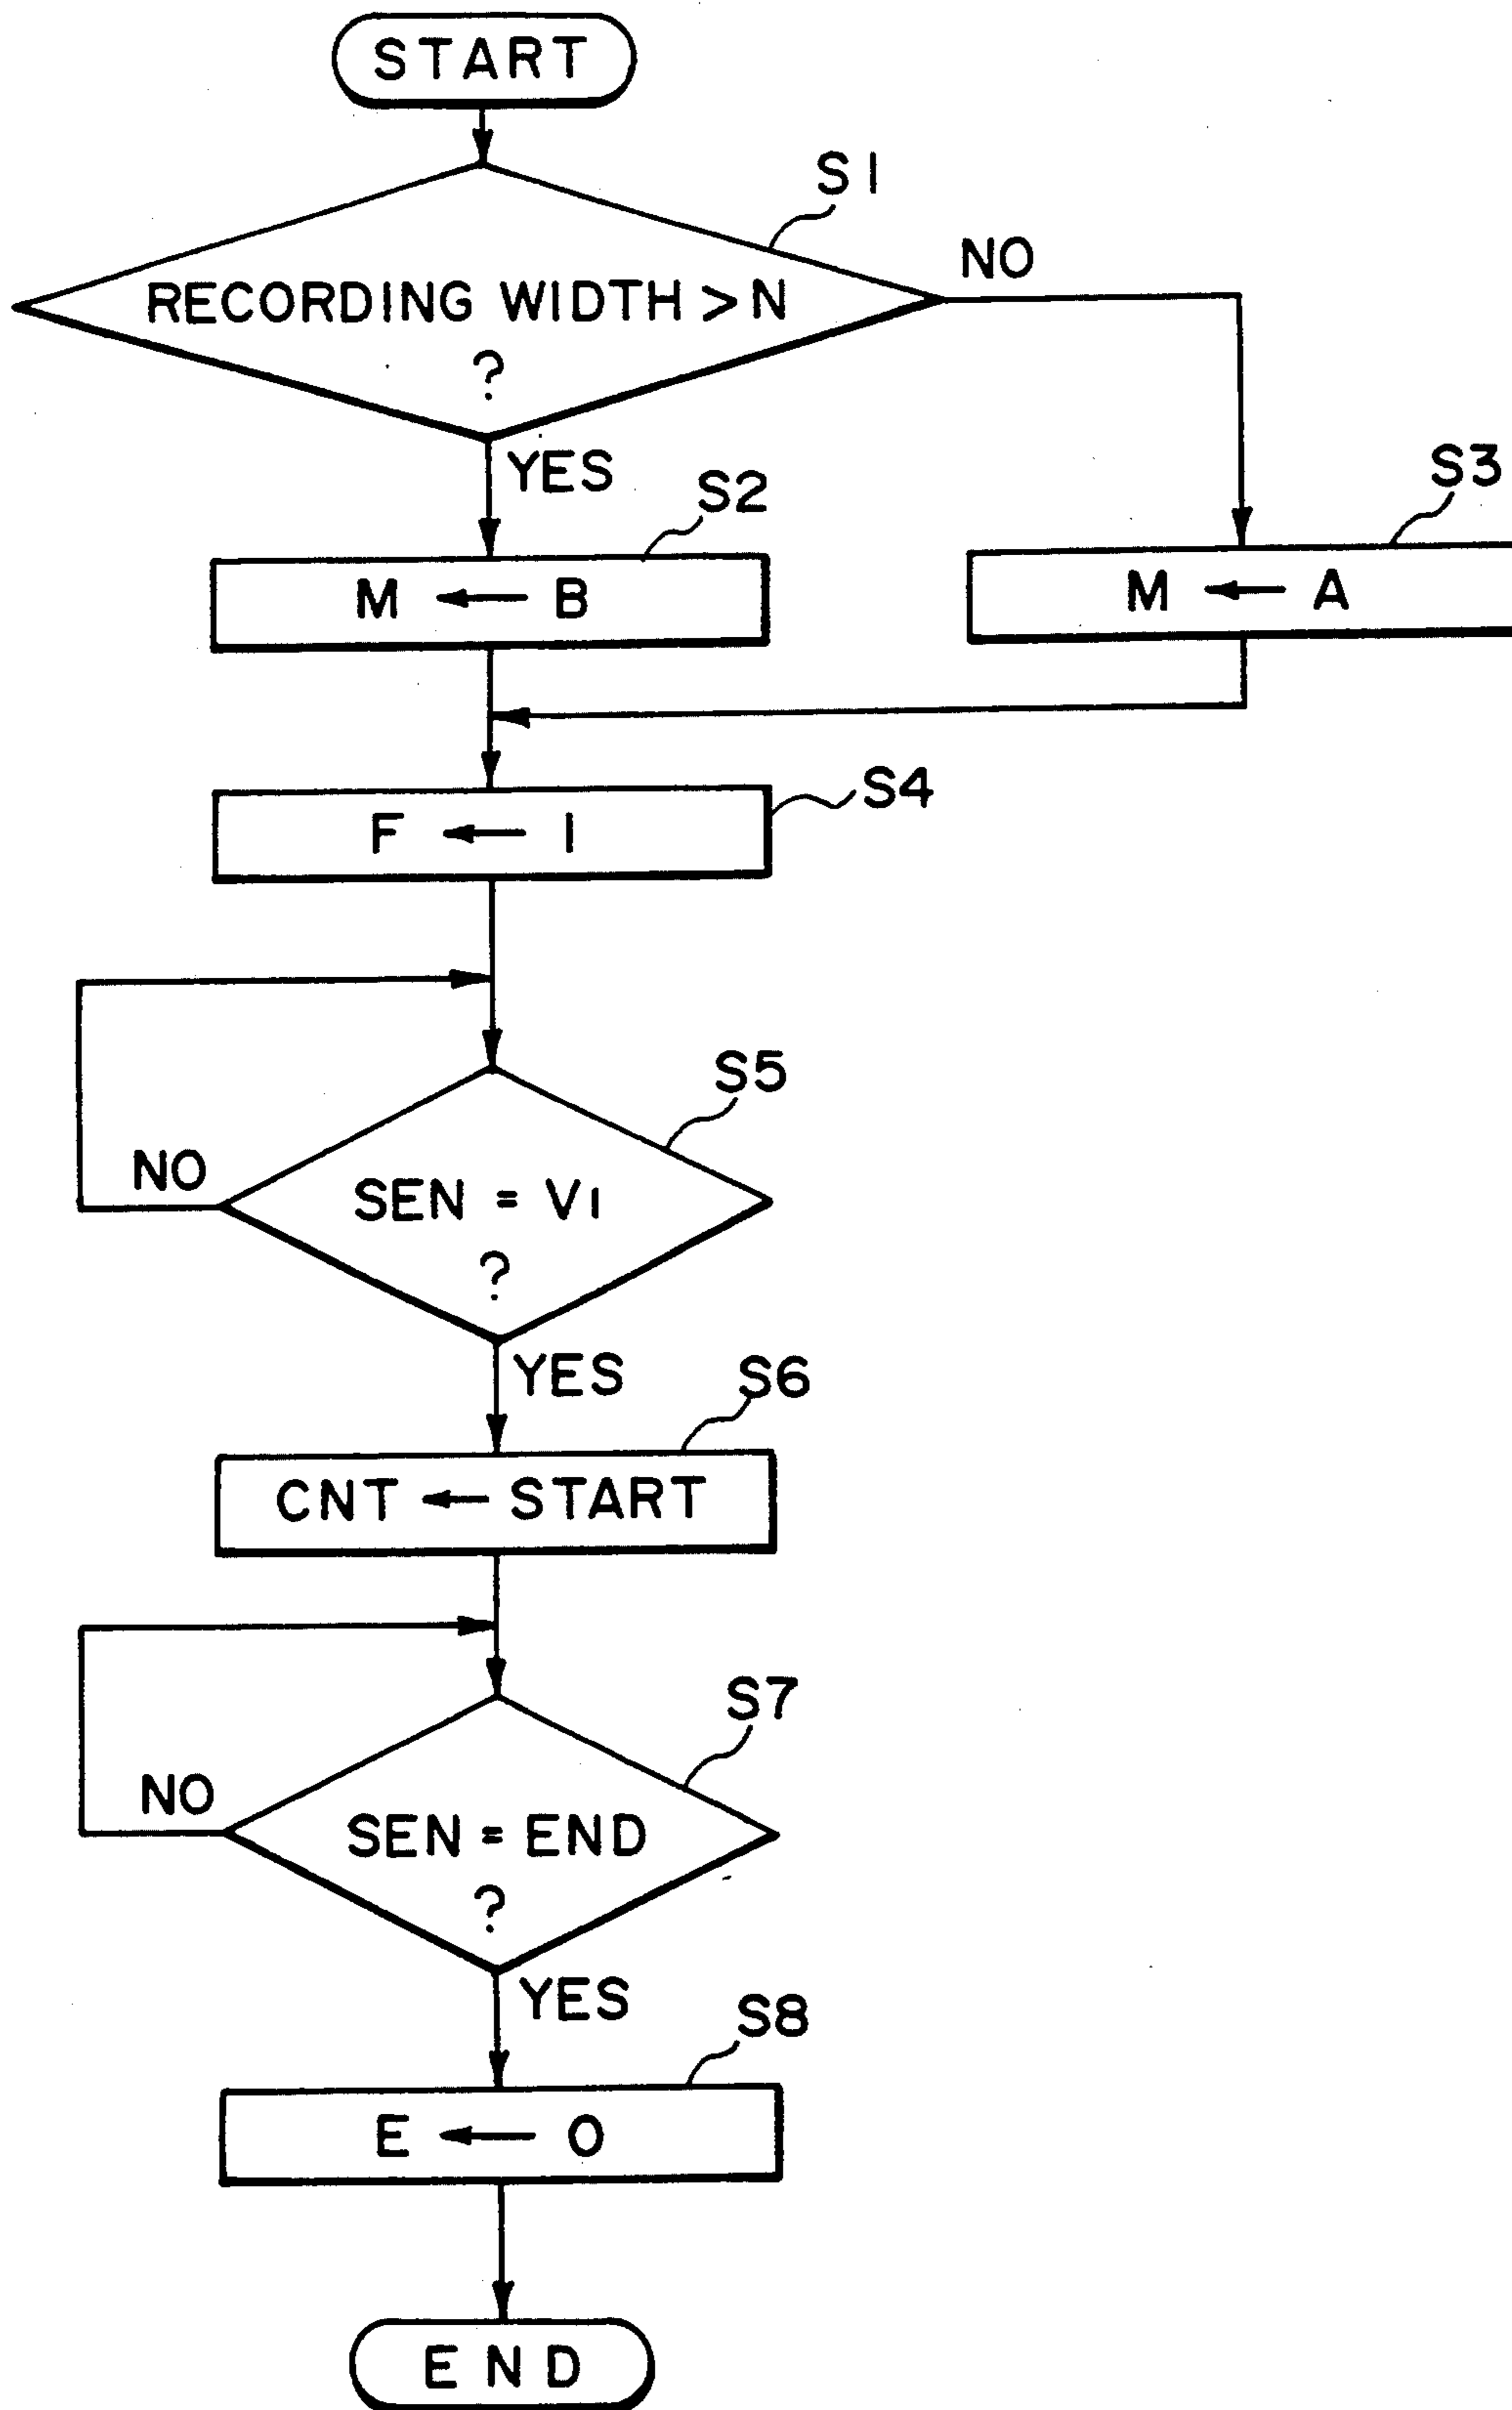 START
S1
RECORDING WIDTH > N
?
NO
YES
S2
M ← B
S3
M ← A
S4
F ← 1
S5
SEN = V1
?
NO
YES
S6
CNT ← START
S7
SEN = END
?
NO
YES
S8
E ← O
END